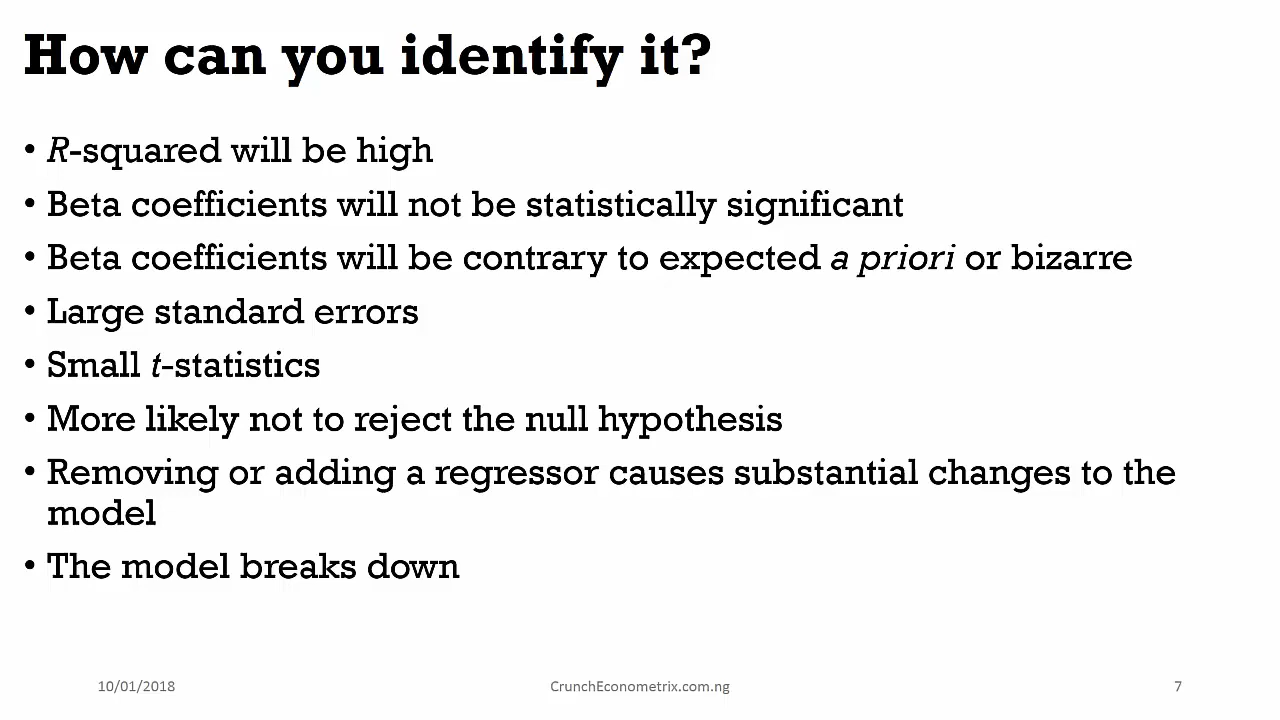 How can you identify it?
• R-squared will be high
• Beta coefficients will not be statistically significant
• Beta coefficients will be contrary to expected a priori or bizarre
• Large standard errors
• Small t-statistics
• More likely not to reject the null hypothesis
• Removing or adding a regressor causes substantial changes to the
model
• The model breaks down
10/01/2018
CrunchEconometrix.com.ng
7